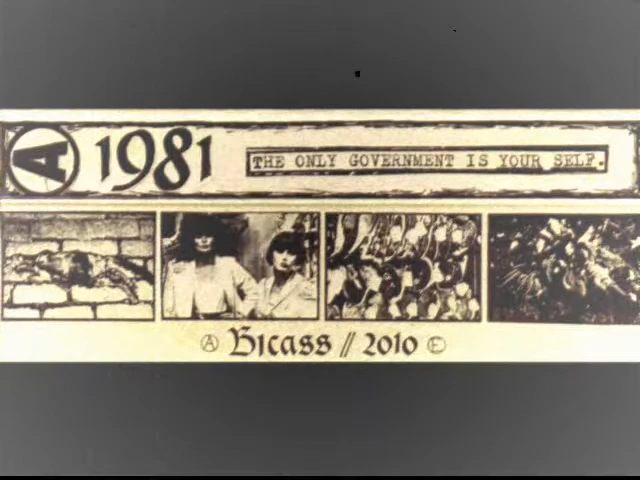 A 1981
THE ONLY GOVERNMENT IS YOUR SELF.
A Bicass // 2010 E